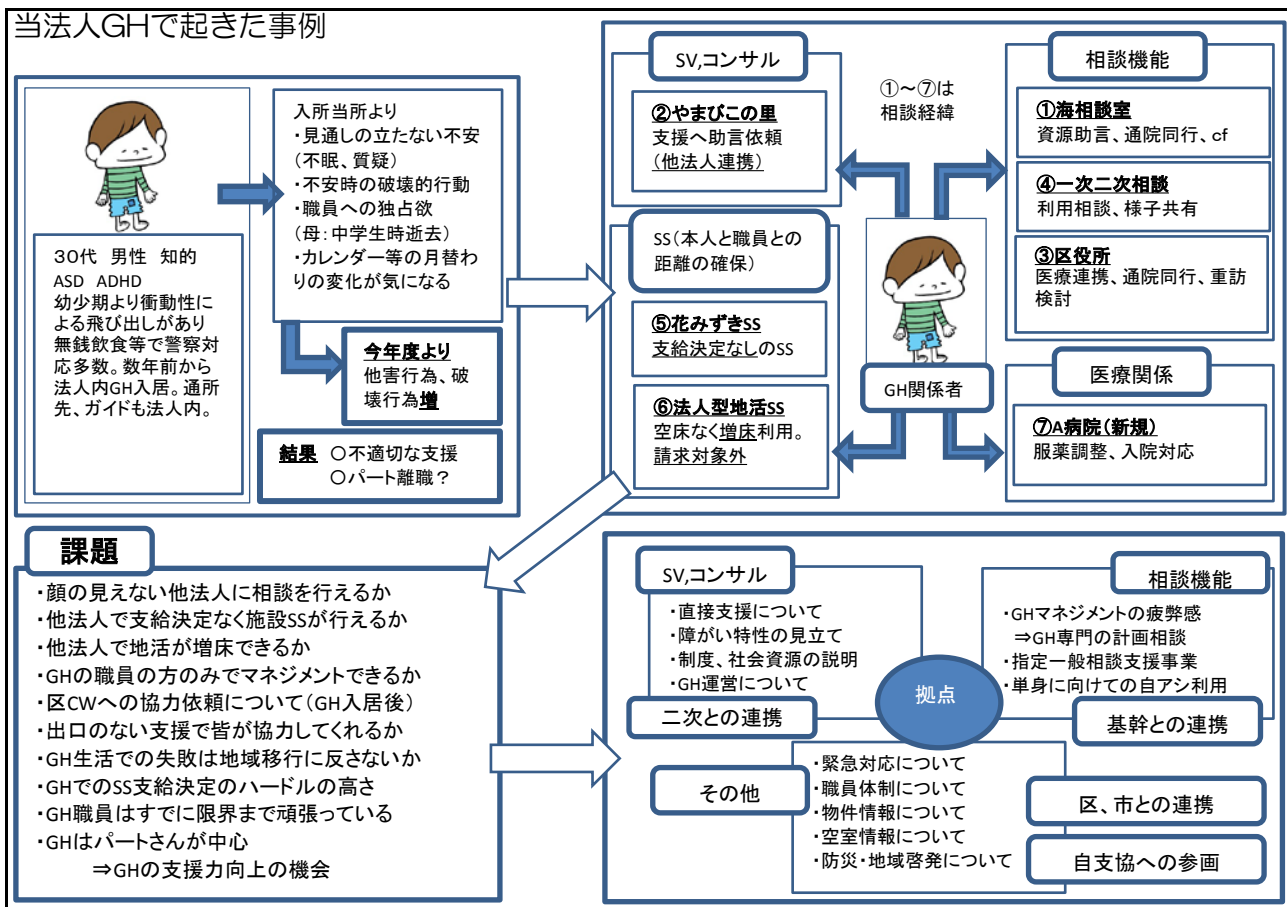 当法人GHで起きた事例
30代 男性 知的
ASD ADHD
幼少期より衝動性に
よる飛び出しがあり
無銭飲食等で警察対
応多数。数年前から
法人内GH入居。通所
先、ガイドも法人内。
入所当所より
・見通しの立たない不安
(不眠、質疑)
・不安時の破壊的行動
・職員への独占欲
(母:中学生時逝去)
・カレンダー等の月替わ
りの変化が気になる
今年度より
他害行為、破
壊行為増
結果 ○不適切な支援
○パート離職?
SV,コンサル
②やまびこの里
支援へ助言依頼
(他法人連携)
SS(本人と職員との
距離の確保)
⑤花みずきSS
支給決定なしのSS
⑥法人型地活SS
空床なく増床利用。
請求対象外
①~⑦は
相談経緯
GH関係者
相談機能
①海相談室
資源助言、通院同行、cf
④一次二次相談
利用相談、様子共有
③区役所
医療連携、通院同行、重訪
検討
医療関係
⑦A病院(新規)
服薬調整、入院対応
課題
・顔の見えない他法人に相談を行えるか
・他法人で支給決定なく施設SSが行えるか
・他法人で地活が増床できるか
・GHの職員の方のみでマネジメントできるか
・区CWへの協力依頼について(GH入居後)
・出口のない支援で皆が協力してくれるか
・GH生活での失敗は地域移行に反さないか
・GHでのSS支給決定のハードルの高さ
・GH職員はすでに限界まで頑張っている
・GHはパートさんが中心
⇒GHの支援力向上の機会
SV,コンサル
・直接支援について
・障がい特性の見立て
・制度、社会資源の説明
・GH運営について
二次との連携
相談機能
・GHマネジメントの疲弊感
⇒GH専門の計画相談
・指定一般相談支援事業
・単身に向けての自アシ利用
基幹との連携
拠点
その他
・緊急対応について
・職員体制について
・物件情報について
・空室情報について
・防災・地域啓発について
区、市との連携
自支協への参画